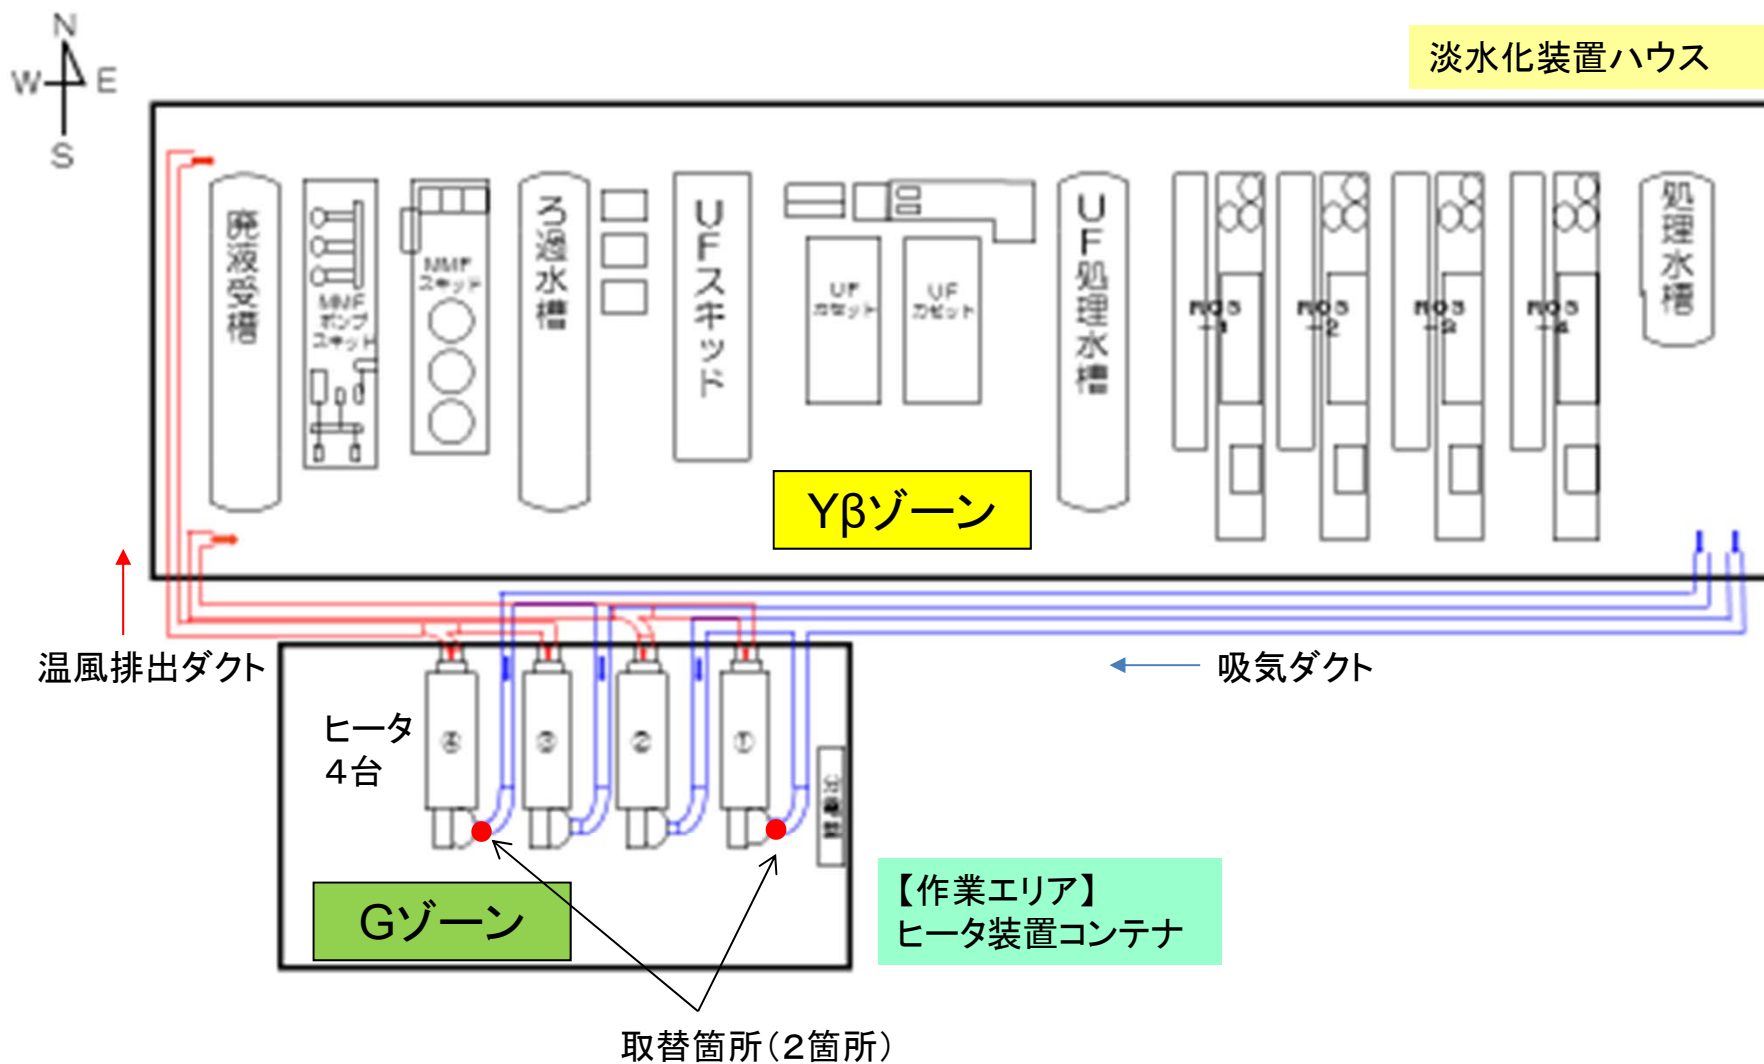 N
W E
S
淡水化装置ハウス
廃液受槽
MMF
ポンプ
スキッド
MMF
スキッド
ろ過水槽
UFスキッド
UF
カセット
UF
カセット
UF処理水槽
RO3
-1
RO3
-2
RO3
-3
RO3
-4
処理水槽
Yβゾーン
温風排出ダクト
吸気ダクト
ヒータ
4台
④
③
②
①
分電盤
Gゾーン
【作業エリア】
ヒータ装置コンテナ
取替箇所(2箇所)